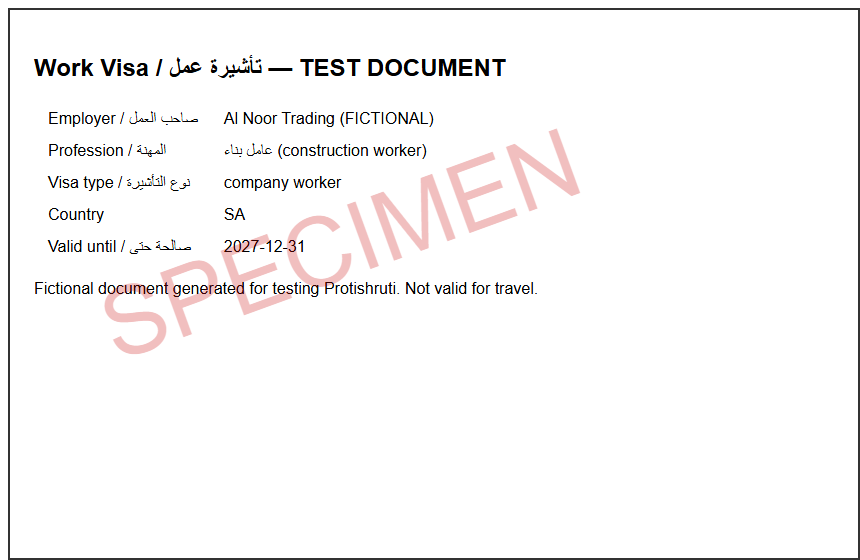 Work Visa / تأشيرة عمل — TEST DOCUMENT
Employer / صاحب العمل Al Noor Trading (FICTIONAL)
Profession / المهنة عامل بناء (construction worker)
Visa type / نوع التأشيرة company worker
Country SA
Valid until / صالحة حتى 2027-12-31
Fictional document generated for testing Protishruti. Not valid for travel.
SPECIMEN